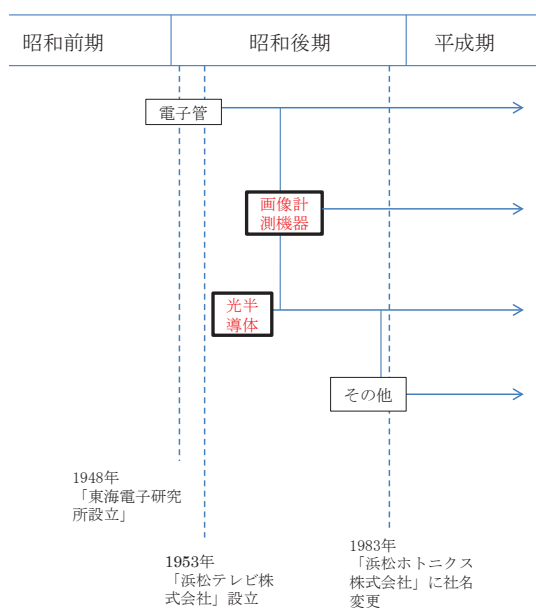 昭和前期
昭和後期
平成期
電子管
画像計
測機器
光半
導体
その他
1948年
「東海電子研究
所設立」
1953年
「浜松テレビ株
式会社」設立
1983年
「浜松ホトニクス
株式会社」に社名
変更